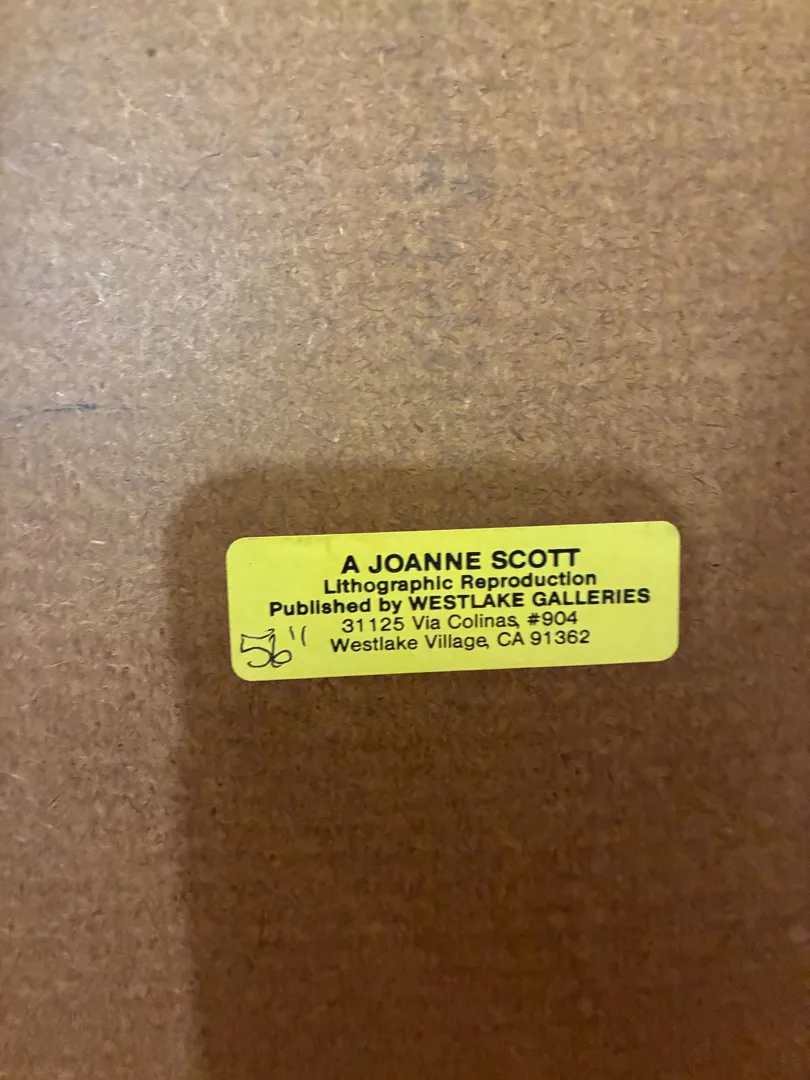 A JOANNE SCOTT
Lithographic Reproduction
Published by WESTLAKE GALLERIES
31125 Via Colinas, #904
Westlake Village, CA 91362
56"